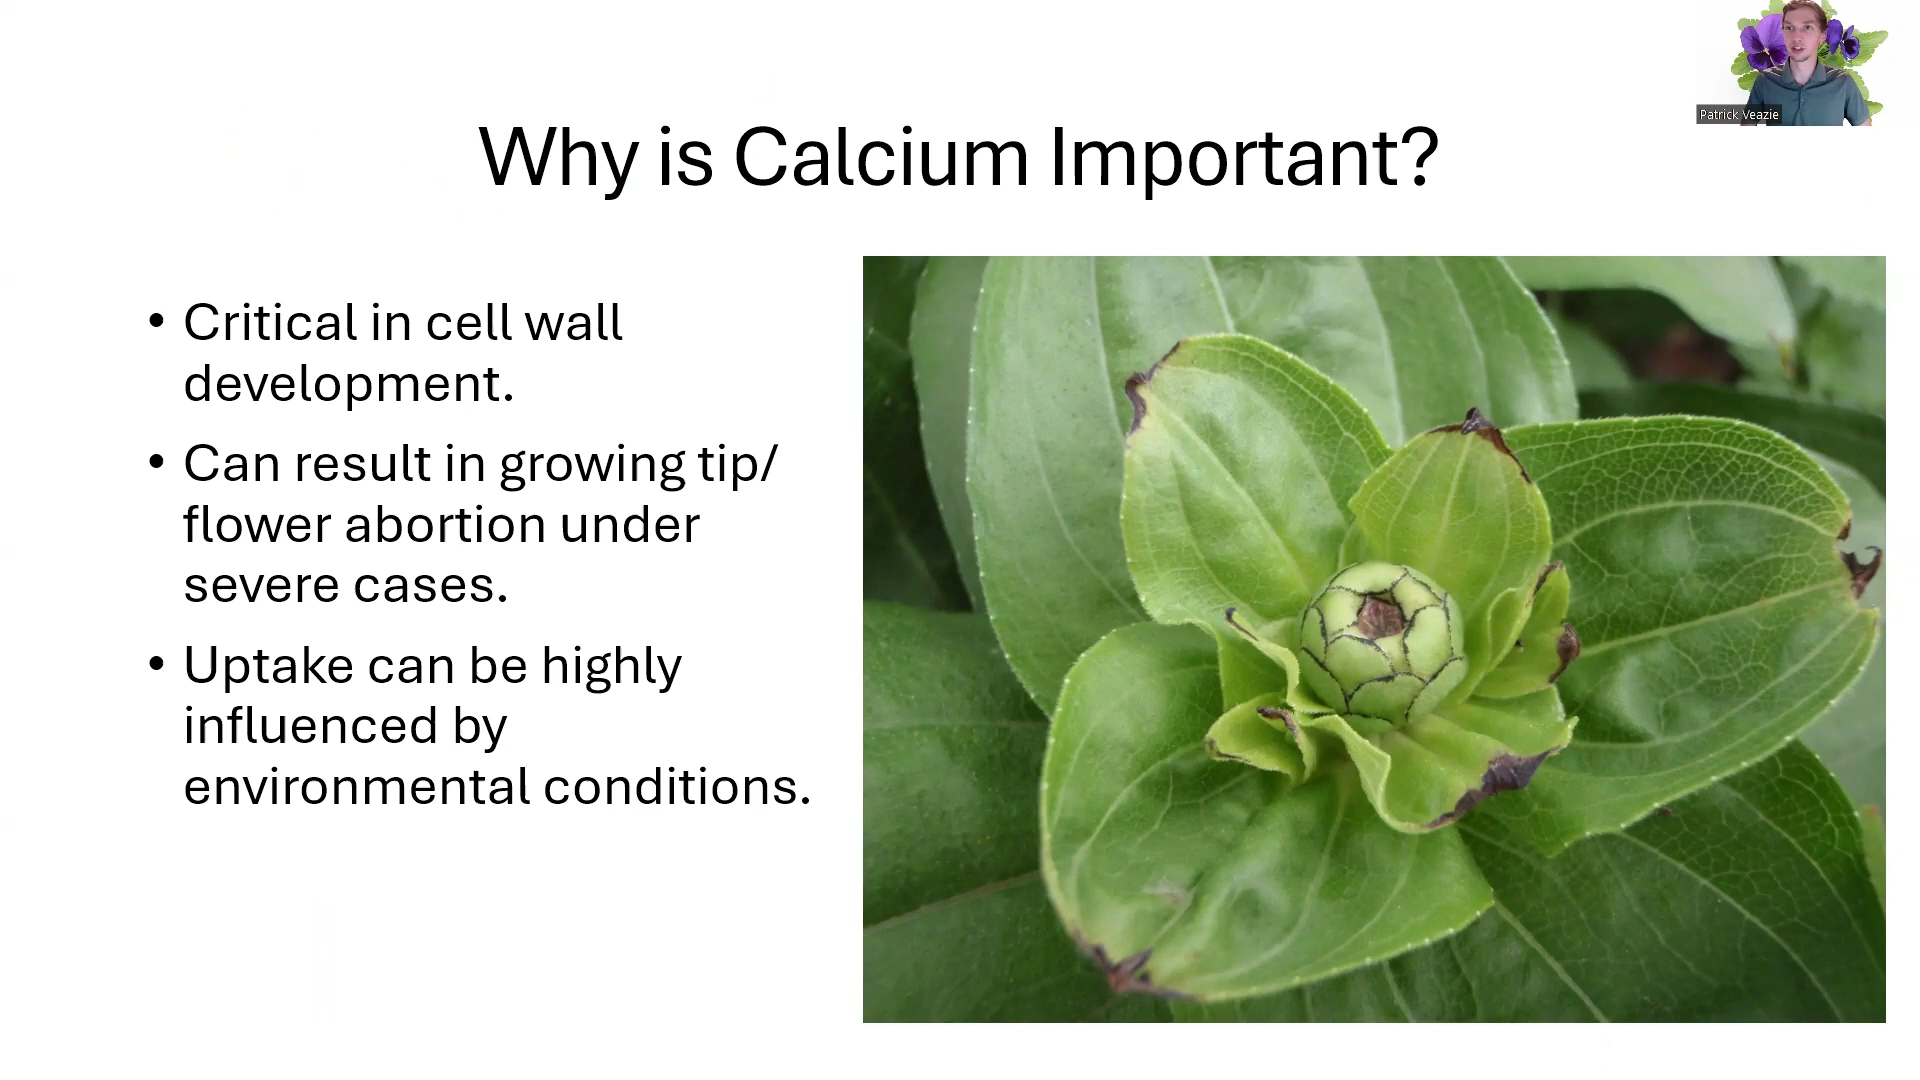 Patrick Veazie
Why is Calcium Important?
• Critical in cell wall
development.
• Can result in growing tip/
flower abortion under
severe cases.
• Uptake can be highly
influenced by
environmental conditions.